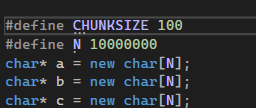 #define CHUNKSIZE 100
#define N 10000000
char* a = new char[N];
char* b = new char[N];
char* c = new char[N];